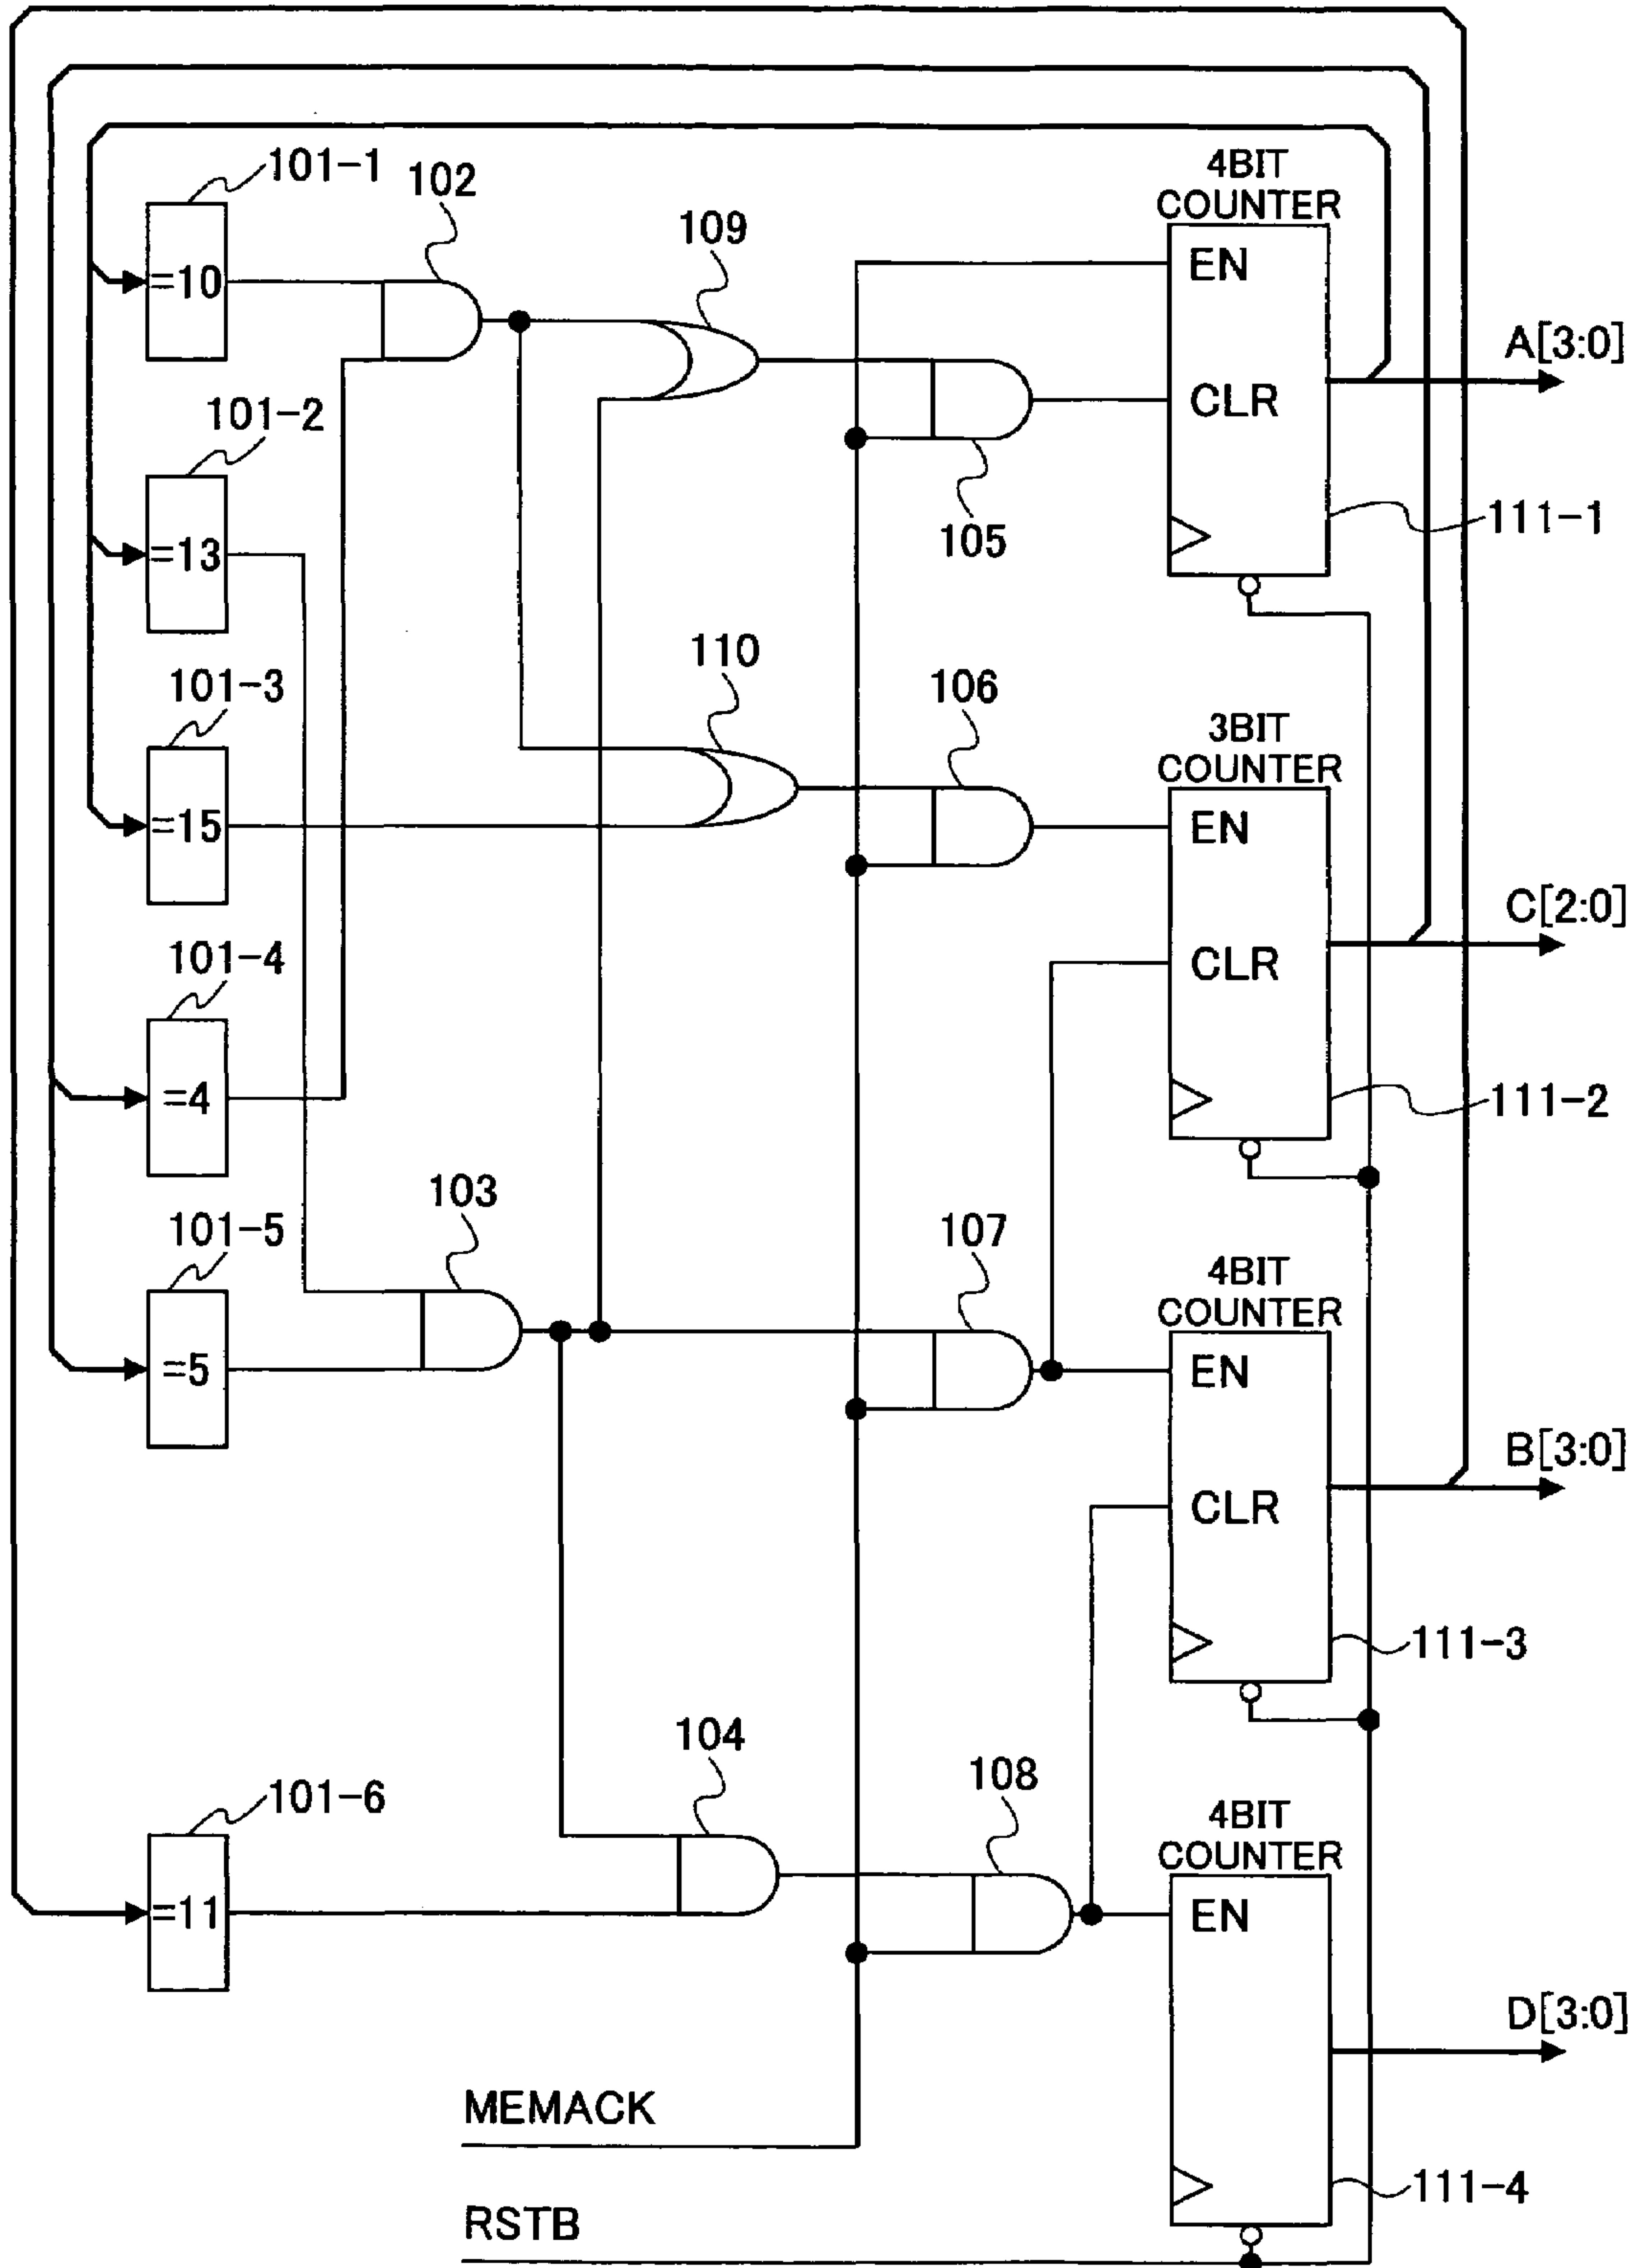 101-1
102
109
4BIT
COUNTER
=10
EN
A[3:0]
CLR
101-2
=13
105
111-1
101-3
110
106
3BIT
COUNTER
=15
EN
C[2:0]
101-4
CLR
=4
111-2
103
101-5
107
4BIT
COUNTER
=5
EN
B[3:0]
CLR
111-3
104
108
101-6
4BIT
COUNTER
=11
EN
D[3:0]
MEMACK
111-4
RSTB